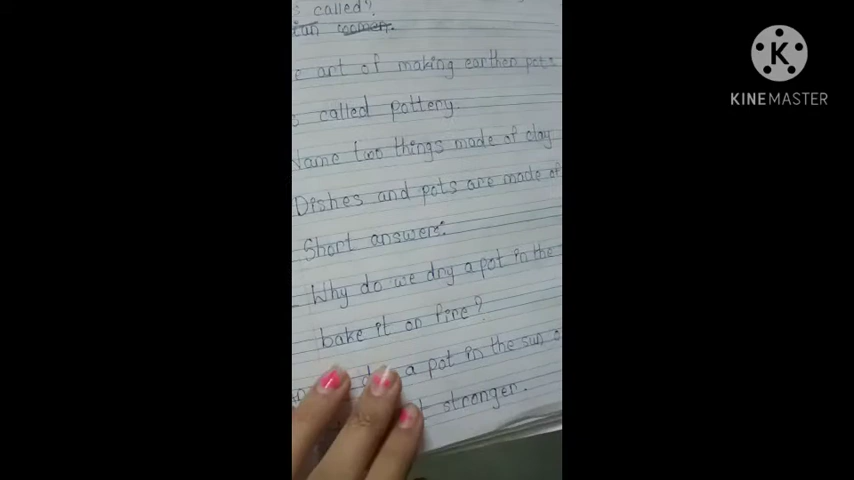 called?
women.
art of making earthen pots
called pottery.
Name two things made of clay
Dishes and pots are made of
Short answers:
Why do we dry a pot in the
bake it on fire?
a pot in the sun
stronger.
KINEMASTER